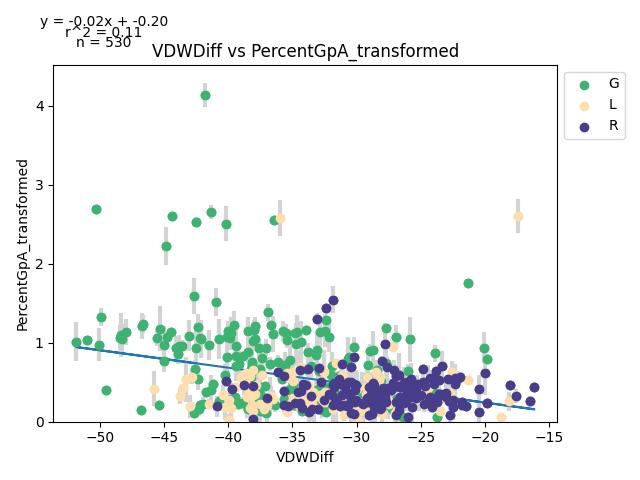 y = -0.02x + -0.20
r^2 = 0.11
n = 530
VDWDiff vs PercentGpA_transformed
G
L
R
PercentGpA_transformed
4
3
2
1
0
−50 −45 −40 −35 −30 −25 −20 −15
VDWDiff